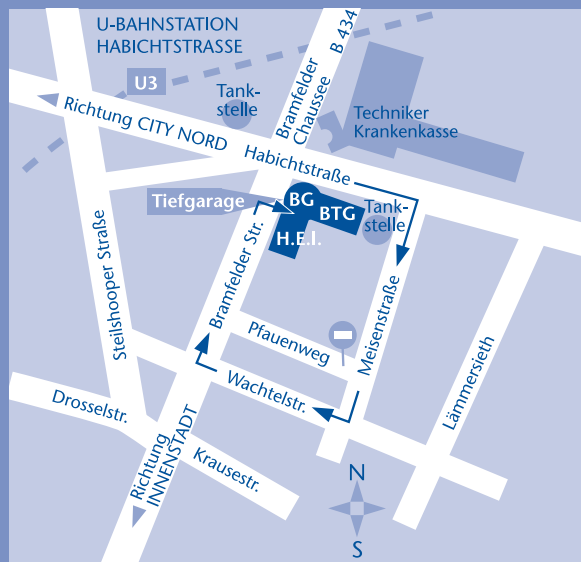 U-BAHNSTATION
HABICHTSTRASSE
B 434
Bramfelder
Chaussee
U3
Tank-
stelle
Techniker
Krankenkasse
Richtung CITY NORD
Habichtstraße
Tiefgarage
BG
BTG
H.E.I.
Tank-
stelle
Steilshooper Straße
Bramfelder Str.
Meisenstraße
Pfauenweg
Wachtelstr.
Lämmersieth
Drosselstr.
Krausestr.
Richtung
INNENSTADT
N
S